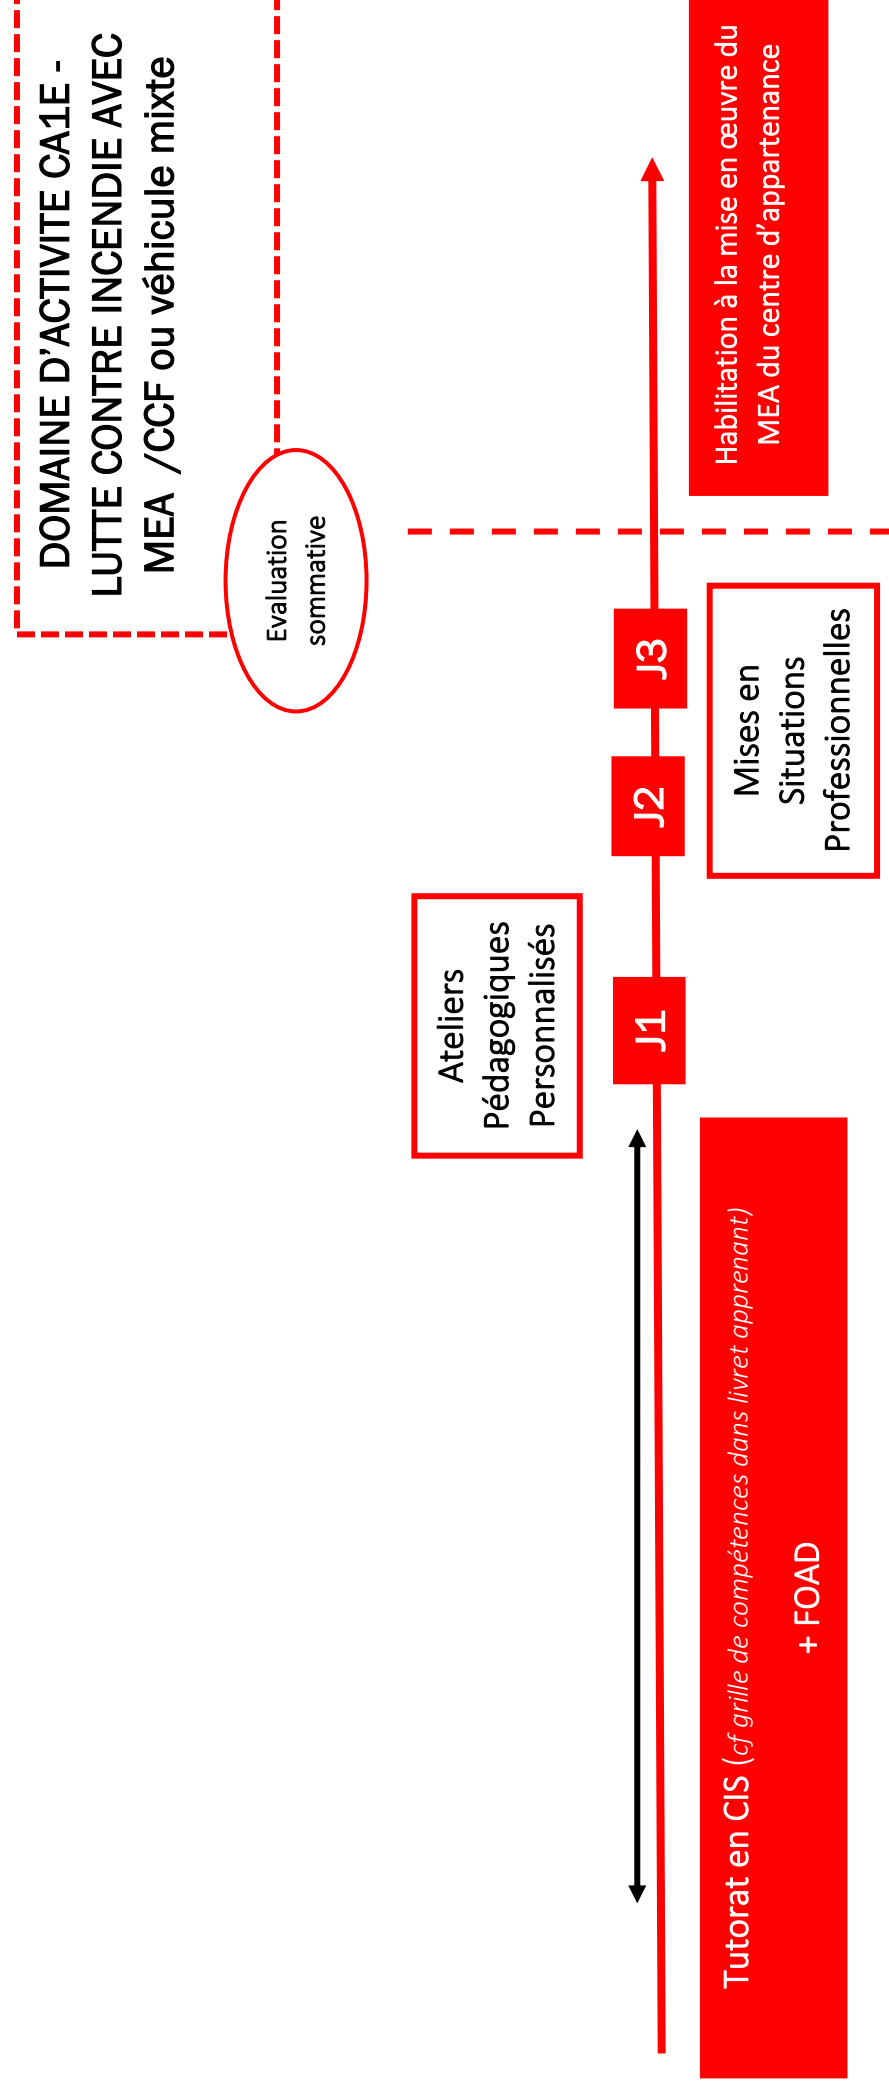 DOMAINE D’ACTIVITE CA1E -
LUTTE CONTRE INCENDIE AVEC
MEA /CCF ou véhicule mixte
Evaluation
sommative
Ateliers
Pédagogiques
Personnalisés
J1
J2
J3
Tutorat en CIS (cf grille de compétences dans livret apprenant)
+ FOAD
Mises en
Situations
Professionnelles
Habilitation à la mise en œuvre du
MEA du centre d’appartenance